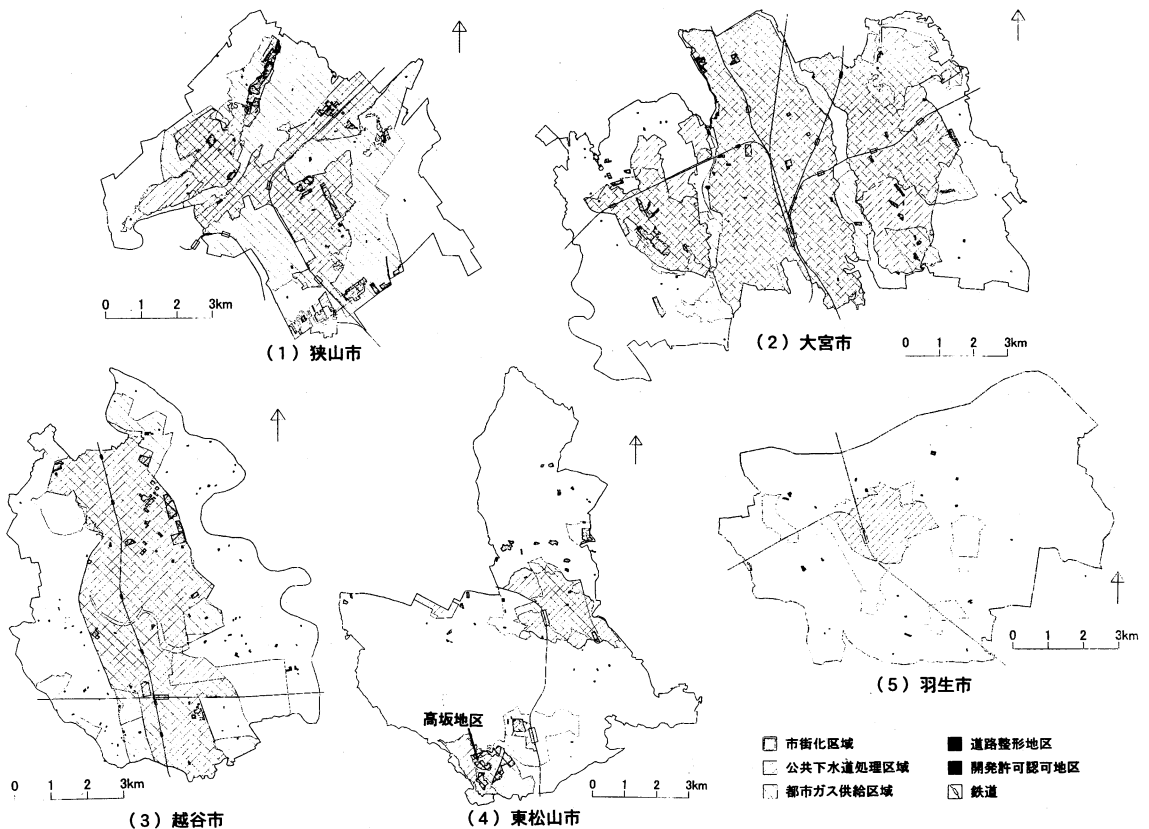 0 1 2 3km
(1)狭山市
(2)大宮市
0 1 2 3km
0 1 2 3km
(3)越谷市
高坂地区
0 1 2 3km
(4)東松山市
0 1 2 3km
(5)羽生市
市街化区域
公共下水道処理区域
都市ガス供給区域
道路整形地区
開発許可認可地区
鉄道